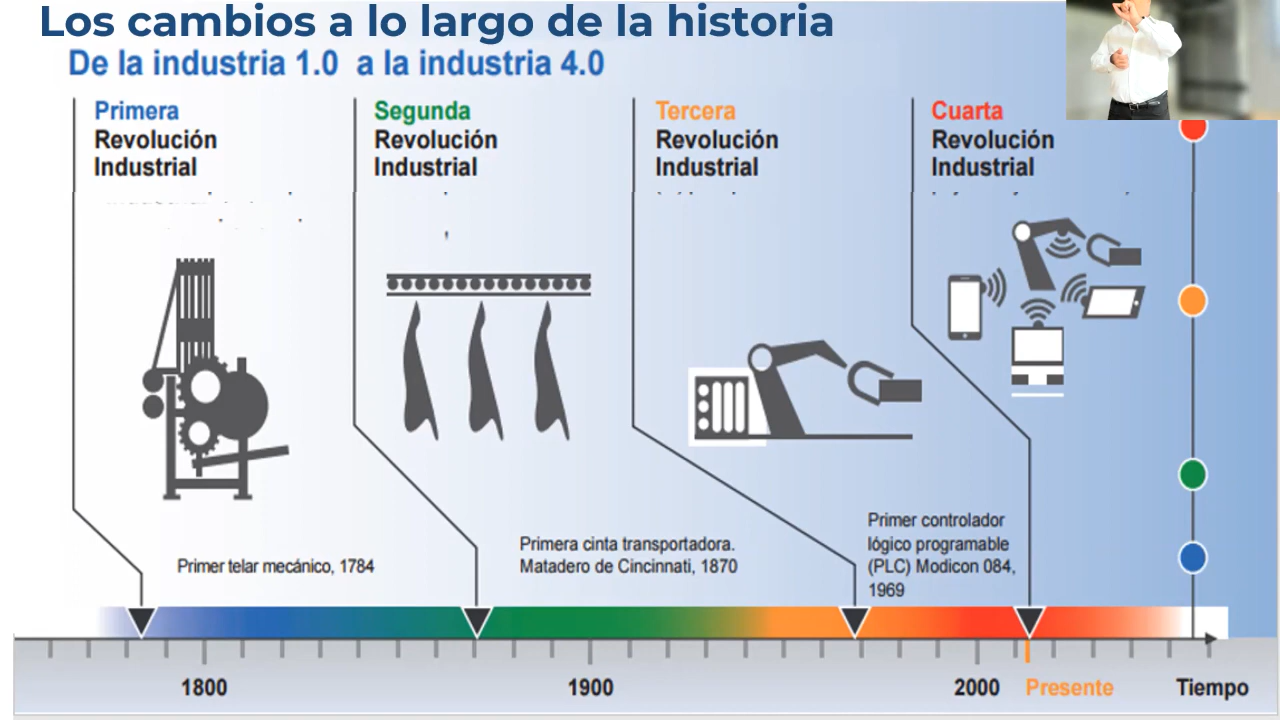 Los cambios a lo largo de la historia
De la industria 1.0 a la industria 4.0
Primera
Revolución
Industrial
Segunda
Revolución
Industrial
Tercera
Revolución
Industrial
Cuarta
Revolución
Industrial
Primer telar mecánico, 1784
Primera cinta transportadora.
Matadero de Cincinnati, 1870
Primer controlador
lógico programable
(PLC) Modicon 084,
1969
1800
1900
2000
Presente
Tiempo